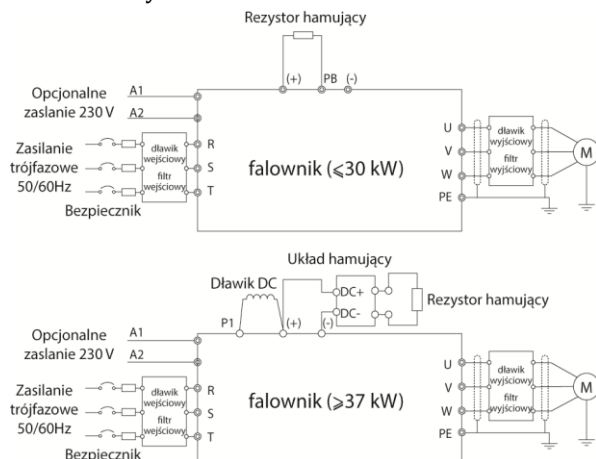 Rezystor hamujący
(+) PB (-)
Opcjonalne A1
zaslanie 230 V A2
Zasilanie
trójfazowe
50/60Hz
Bezpiecznik
dławik
wejściowy
filtr
wejściowy
R
S
T
falownik (⩽30 kW)
U
V
W
PE
dławik
wyjściowy
filtr
wyjściowy
M
Układ hamujący
Dławik DC
P1 (+) (-)
DC+
DC-
Rezystor hamujący
Opcjonalne A1
zaslanie 230 V A2
Zasilanie
trójfazowe
50/60Hz
Bezpiecznik
dławik
wejściowy
filtr
wejściowy
R
S
T
falownik (⩾37 kW)
U
V
W
PE
dławik
wyjściowy
filtr
wyjściowy
M